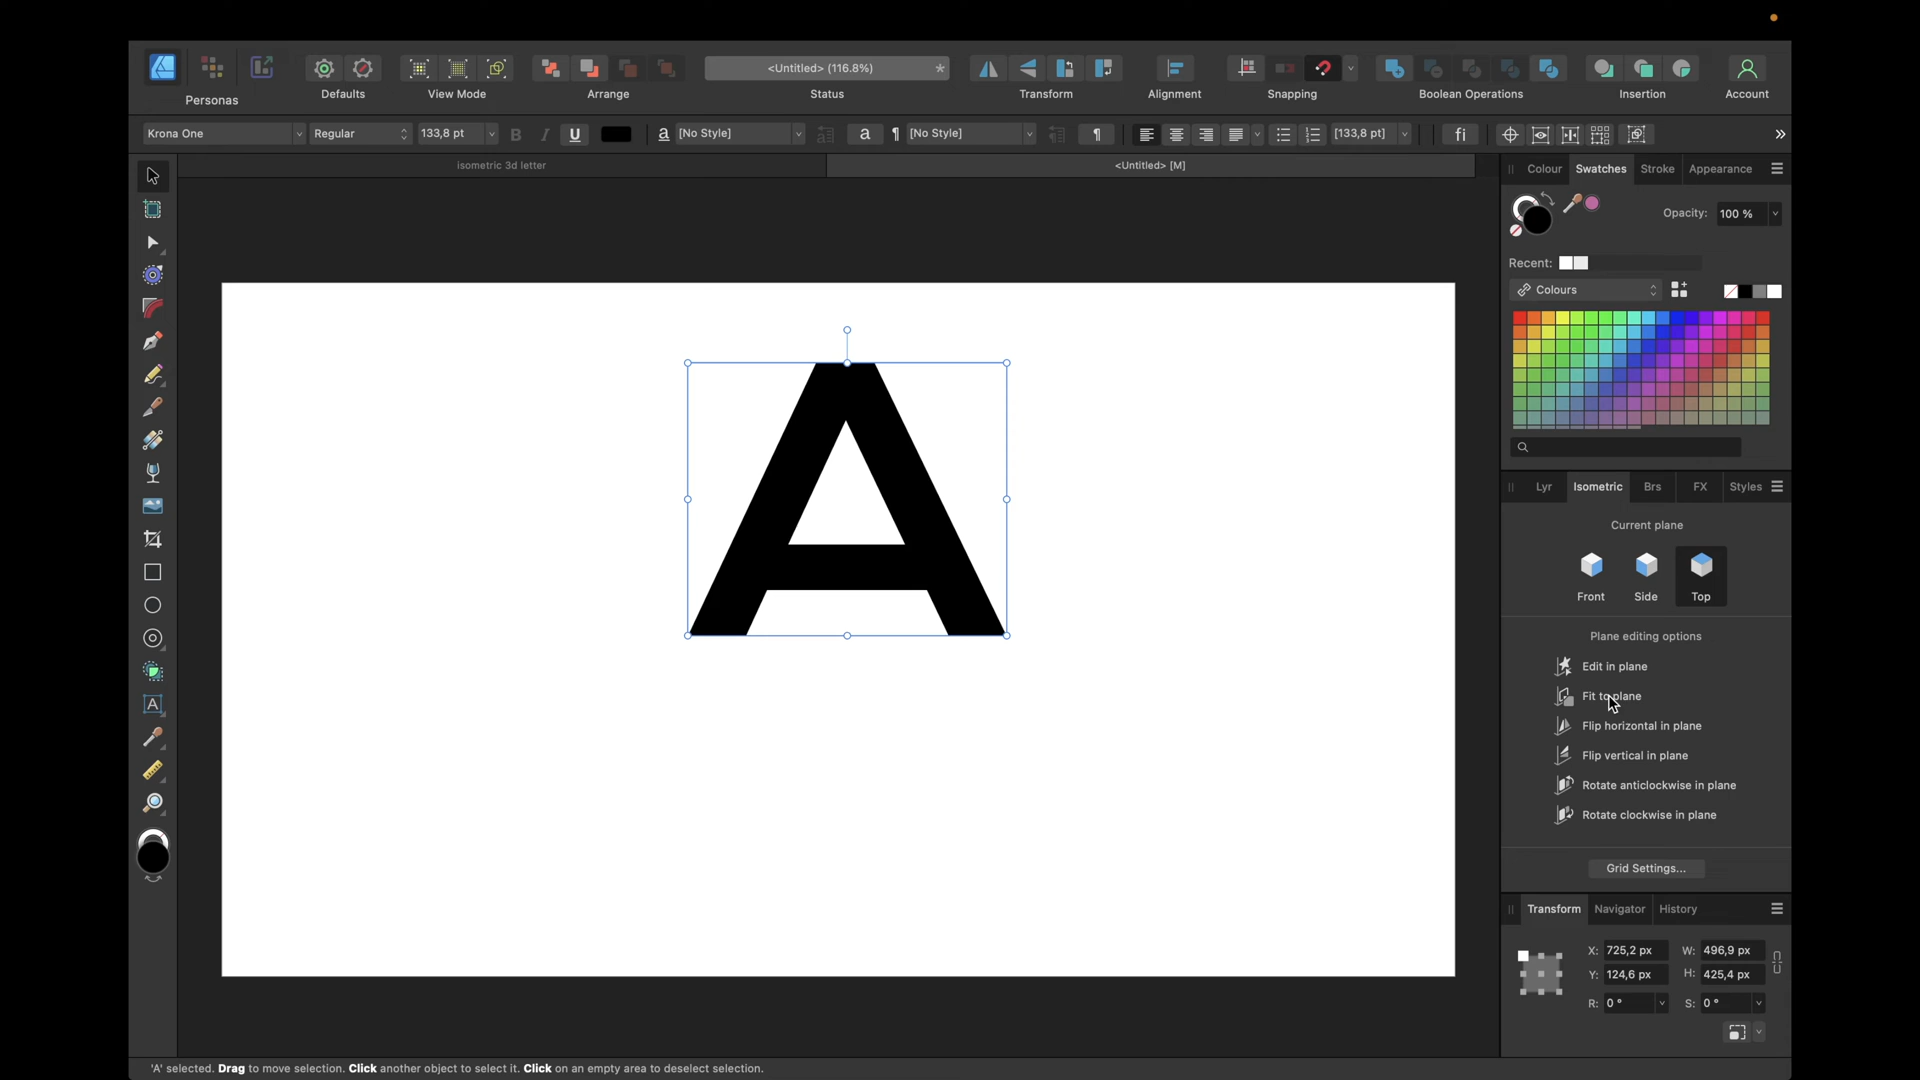 <Untitled> (116.8%) *
Personas Defaults View Mode Arrange Status Transform Alignment Snapping Boolean Operations Insertion Account
Krona One Regular 133,8 pt B I U a [No Style] a ¶ [No Style] ¶ [133,8 pt] fi »
isometric 3d letter <Untitled> [M]
Colour Swatches Stroke Appearance
Opacity: 100 %
Recent:
Colours
A
Lyr Isometric Brs FX Styles
Current plane
Front Side Top
Plane editing options
Edit in plane
Fit to plane
Flip horizontal in plane
Flip vertical in plane
Rotate anticlockwise in plane
Rotate clockwise in plane
Grid Settings...
Transform Navigator History
X: 725,2 px W: 496,9 px
Y: 124,6 px H: 425,4 px
R: 0 ° S: 0 °
A
'A' selected. Drag to move selection. Click another object to select it. Click on an empty area to deselect selection.